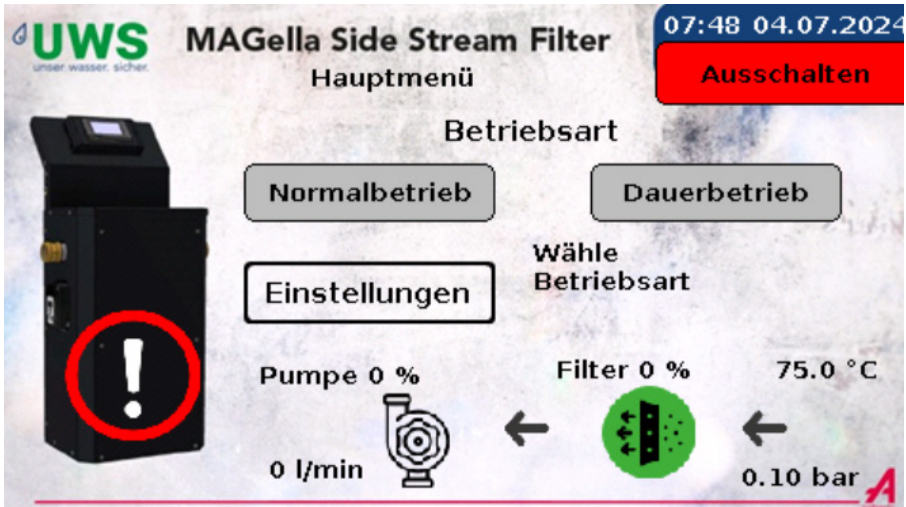 UWS
unser. wasser. sicher.
MAGella Side Stream Filter
Hauptmenü
07:48 04.07.2024
Ausschalten
Betriebsart
Normalbetrieb
Dauerbetrieb
Wähle
Betriebsart
Einstellungen
Pumpe 0 %
Filter 0 %
75.0 °C
0 l/min
0.10 bar